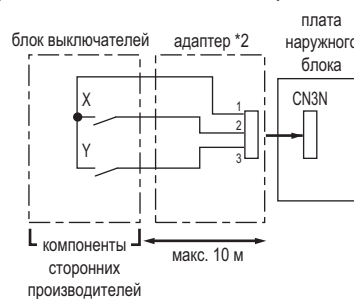 плата
наружного
блока
блок выключателей
адаптер *2
CN3N
X
1
2
Y
3
компоненты
сторонних
производителей
макс. 10 м